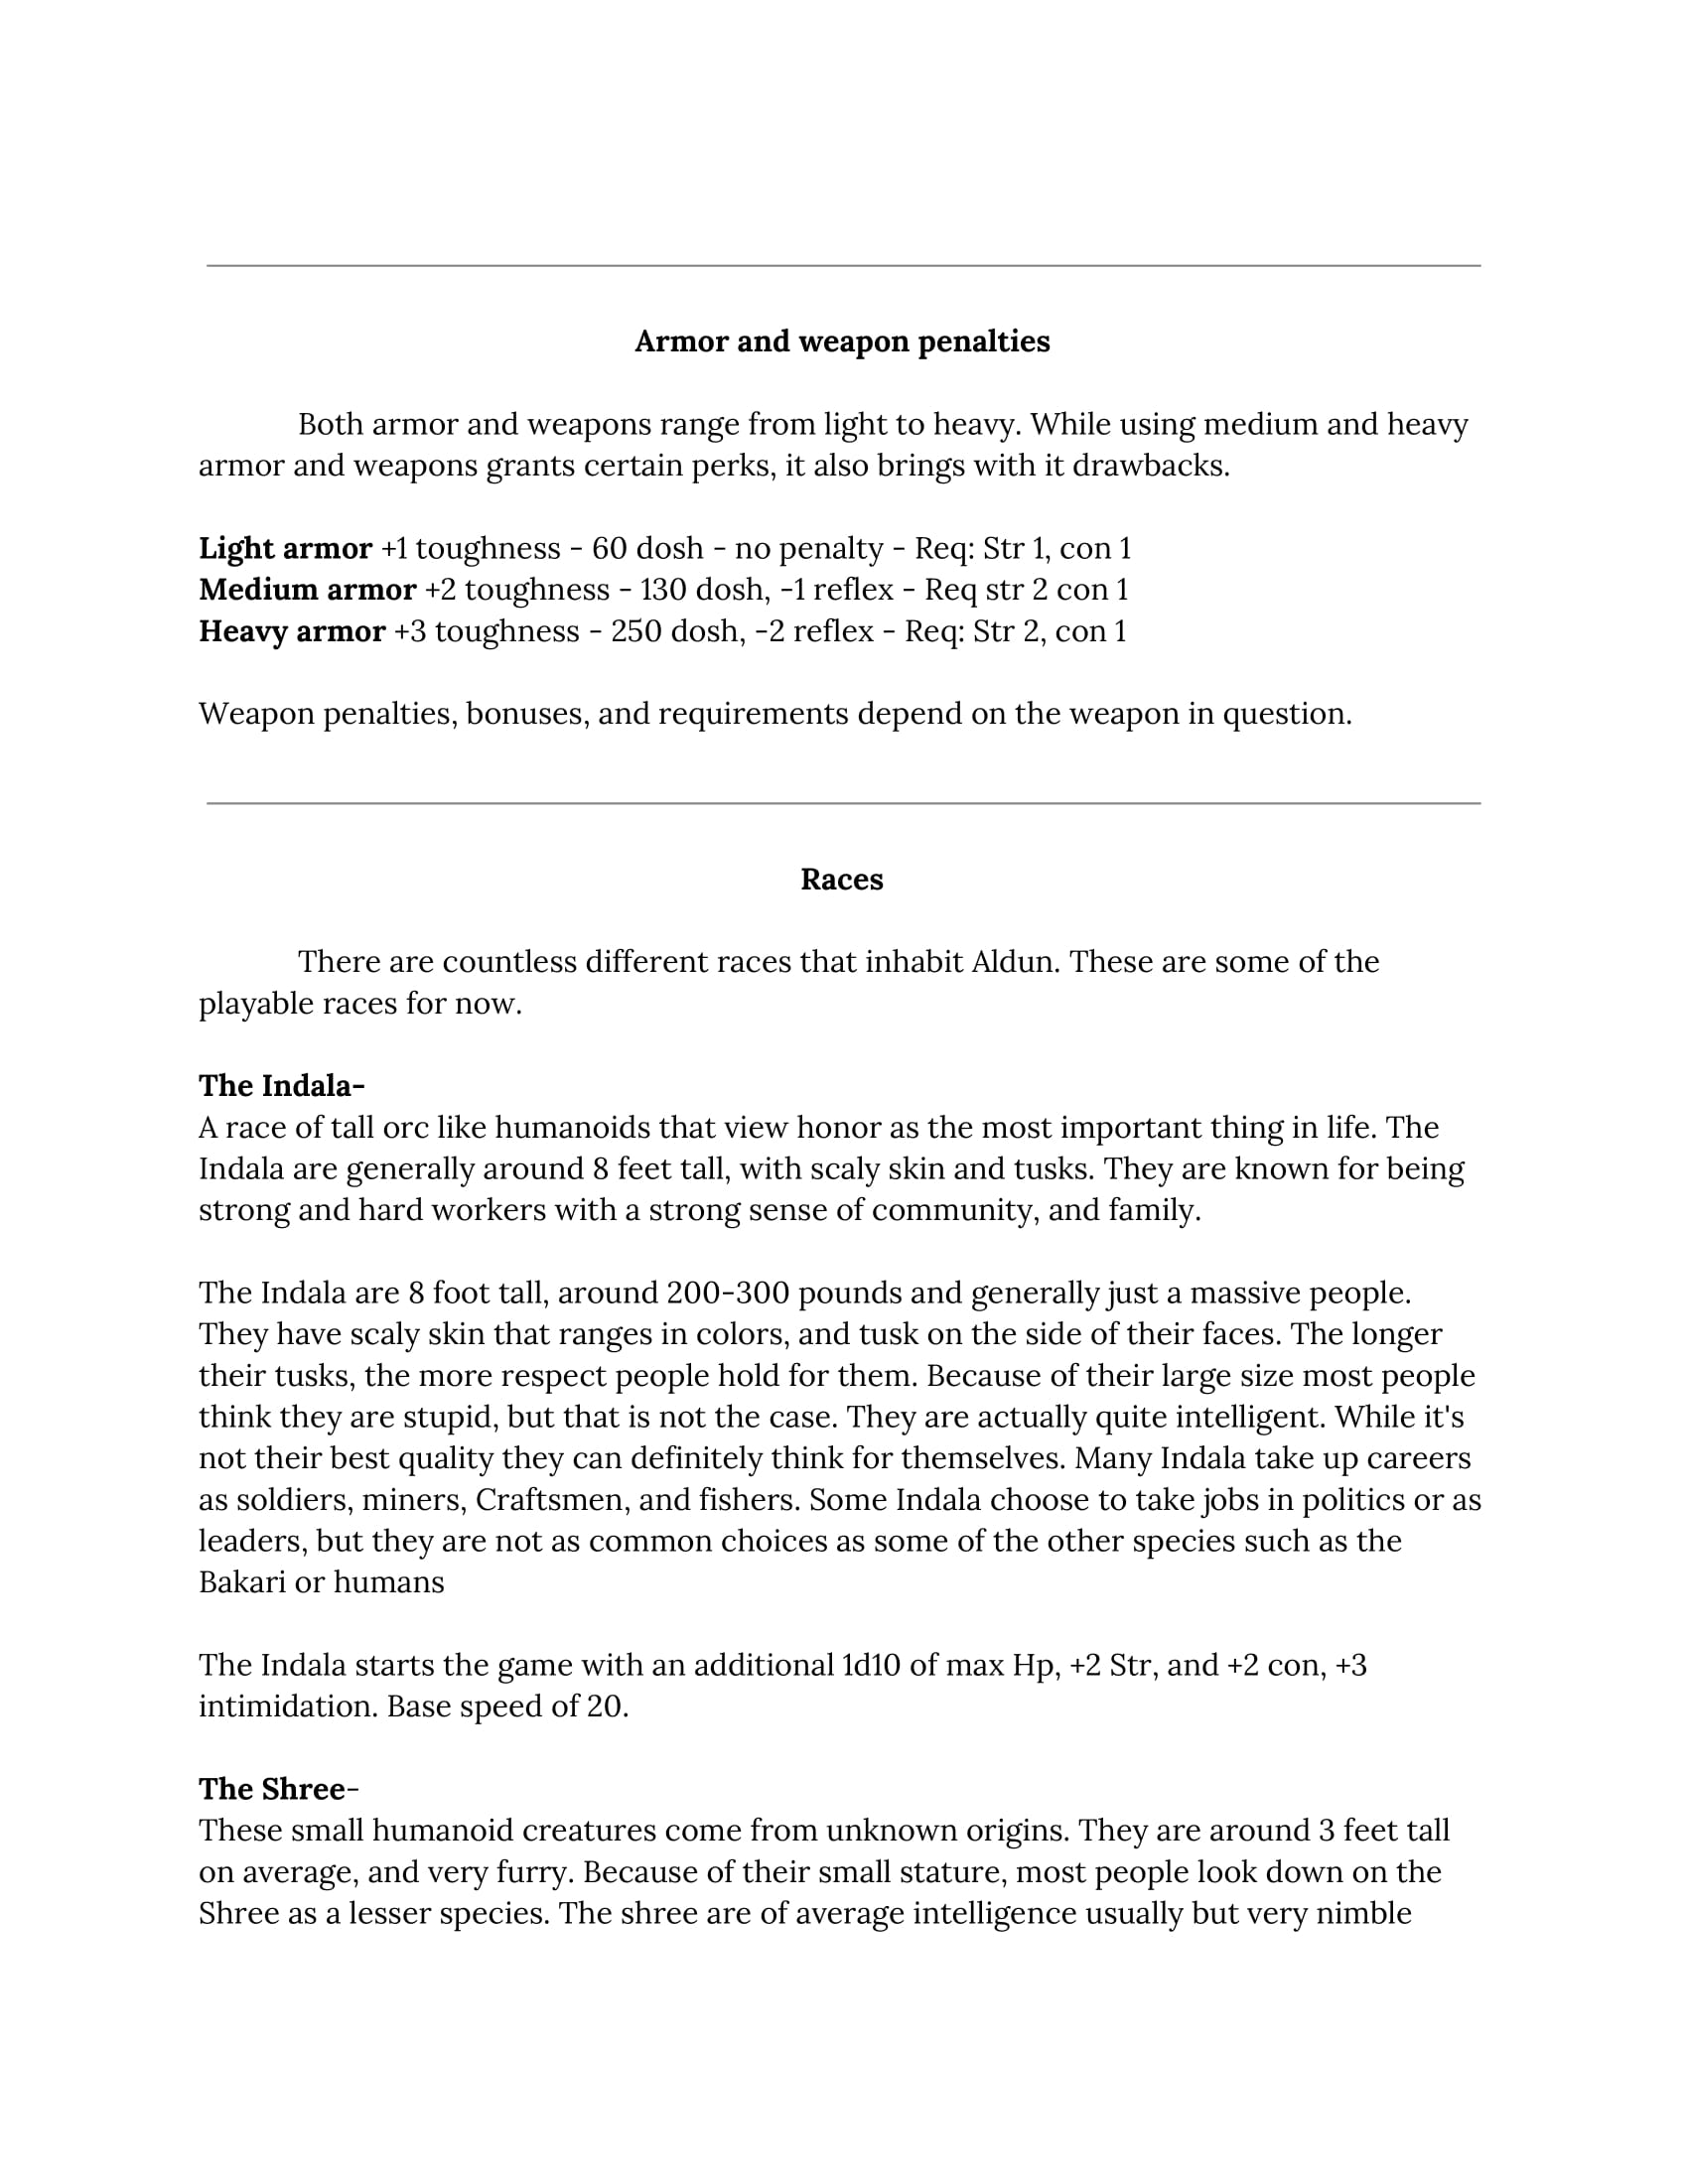 Armor and weapon penalties
Both armor and weapons range from light to heavy. While using medium and heavy
armor and weapons grants certain perks, it also brings with it drawbacks.
Light armor +1 toughness - 60 dosh - no penalty - Req: Str 1, con 1
Medium armor +2 toughness - 130 dosh, -1 reflex - Req str 2 con 1
Heavy armor +3 toughness - 250 dosh, -2 reflex - Req: Str 2, con 1
Weapon penalties, bonuses, and requirements depend on the weapon in question.
Races
There are countless different races that inhabit Aldun. These are some of the
playable races for now.
The Indala-
A race of tall orc like humanoids that view honor as the most important thing in life. The
Indala are generally around 8 feet tall, with scaly skin and tusks. They are known for being
strong and hard workers with a strong sense of community, and family.
The Indala are 8 foot tall, around 200-300 pounds and generally just a massive people.
They have scaly skin that ranges in colors, and tusk on the side of their faces. The longer
their tusks, the more respect people hold for them. Because of their large size most people
think they are stupid, but that is not the case. They are actually quite intelligent. While it's
not their best quality they can definitely think for themselves. Many Indala take up careers
as soldiers, miners, Craftsmen, and fishers. Some Indala choose to take jobs in politics or as
leaders, but they are not as common choices as some of the other species such as the
Bakari or humans
The Indala starts the game with an additional 1d10 of max Hp, +2 Str, and +2 con, +3
intimidation. Base speed of 20.
The Shree-
These small humanoid creatures come from unknown origins. They are around 3 feet tall
on average, and very furry. Because of their small stature, most people look down on the
Shree as a lesser species. The shree are of average intelligence usually but very nimble